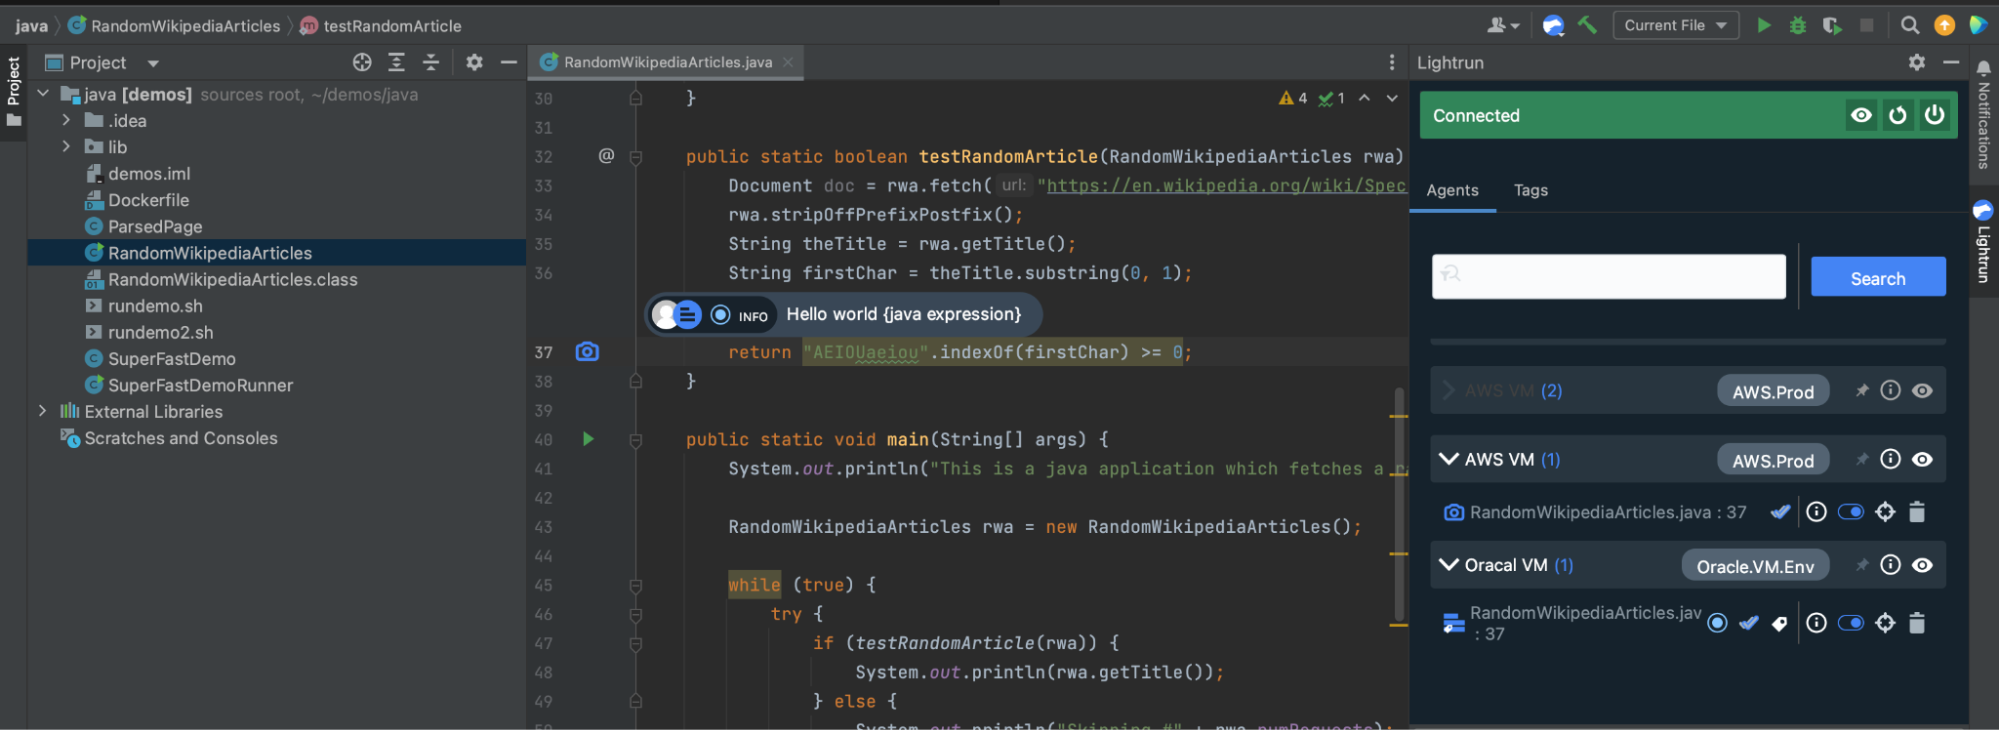 java RandomWikipediaArticles testRandomArticle
Current File
Project
Project
java [demos] sources root, ~/demos/java
.idea
lib
demos.iml
Dockerfile
ParsedPage
RandomWikipediaArticles
RandomWikipediaArticles.class
rundemo.sh
rundemo2.sh
SuperFastDemo
SuperFastDemoRunner
External Libraries
Scratches and Consoles
RandomWikipediaArticles.java
4 1
30 }
31
32 @ public static boolean testRandomArticle(RandomWikipediaArticles rwa)
33 Document doc = rwa.fetch( url: "https://en.wikipedia.org/wiki/Spec
34 rwa.stripOffPrefixPostfix();
35 String theTitle = rwa.getTitle();
36 String firstChar = theTitle.substring(0, 1);
INFO Hello world {java expression}
37 return "AEIOUaeiou".indexOf(firstChar) >= 0;
38 }
39
40 public static void main(String[] args) {
41 System.out.println("This is a java application which fetches a
42
43 RandomWikipediaArticles rwa = new RandomWikipediaArticles();
44
45 while (true) {
46 try {
47 if (testRandomArticle(rwa)) {
48 System.out.println(rwa.getTitle());
49 } else {
System.out.println("Skipping #" + rwa.numRequests);
Lightrun
Connected
Agents Tags
Search
AWS VM (2) AWS.Prod
AWS VM (1) AWS.Prod
RandomWikipediaArticles.java : 37
Oracal VM (1) Oracle.VM.Env
RandomWikipediaArticles.jav
: 37
Notifications
Lightrun